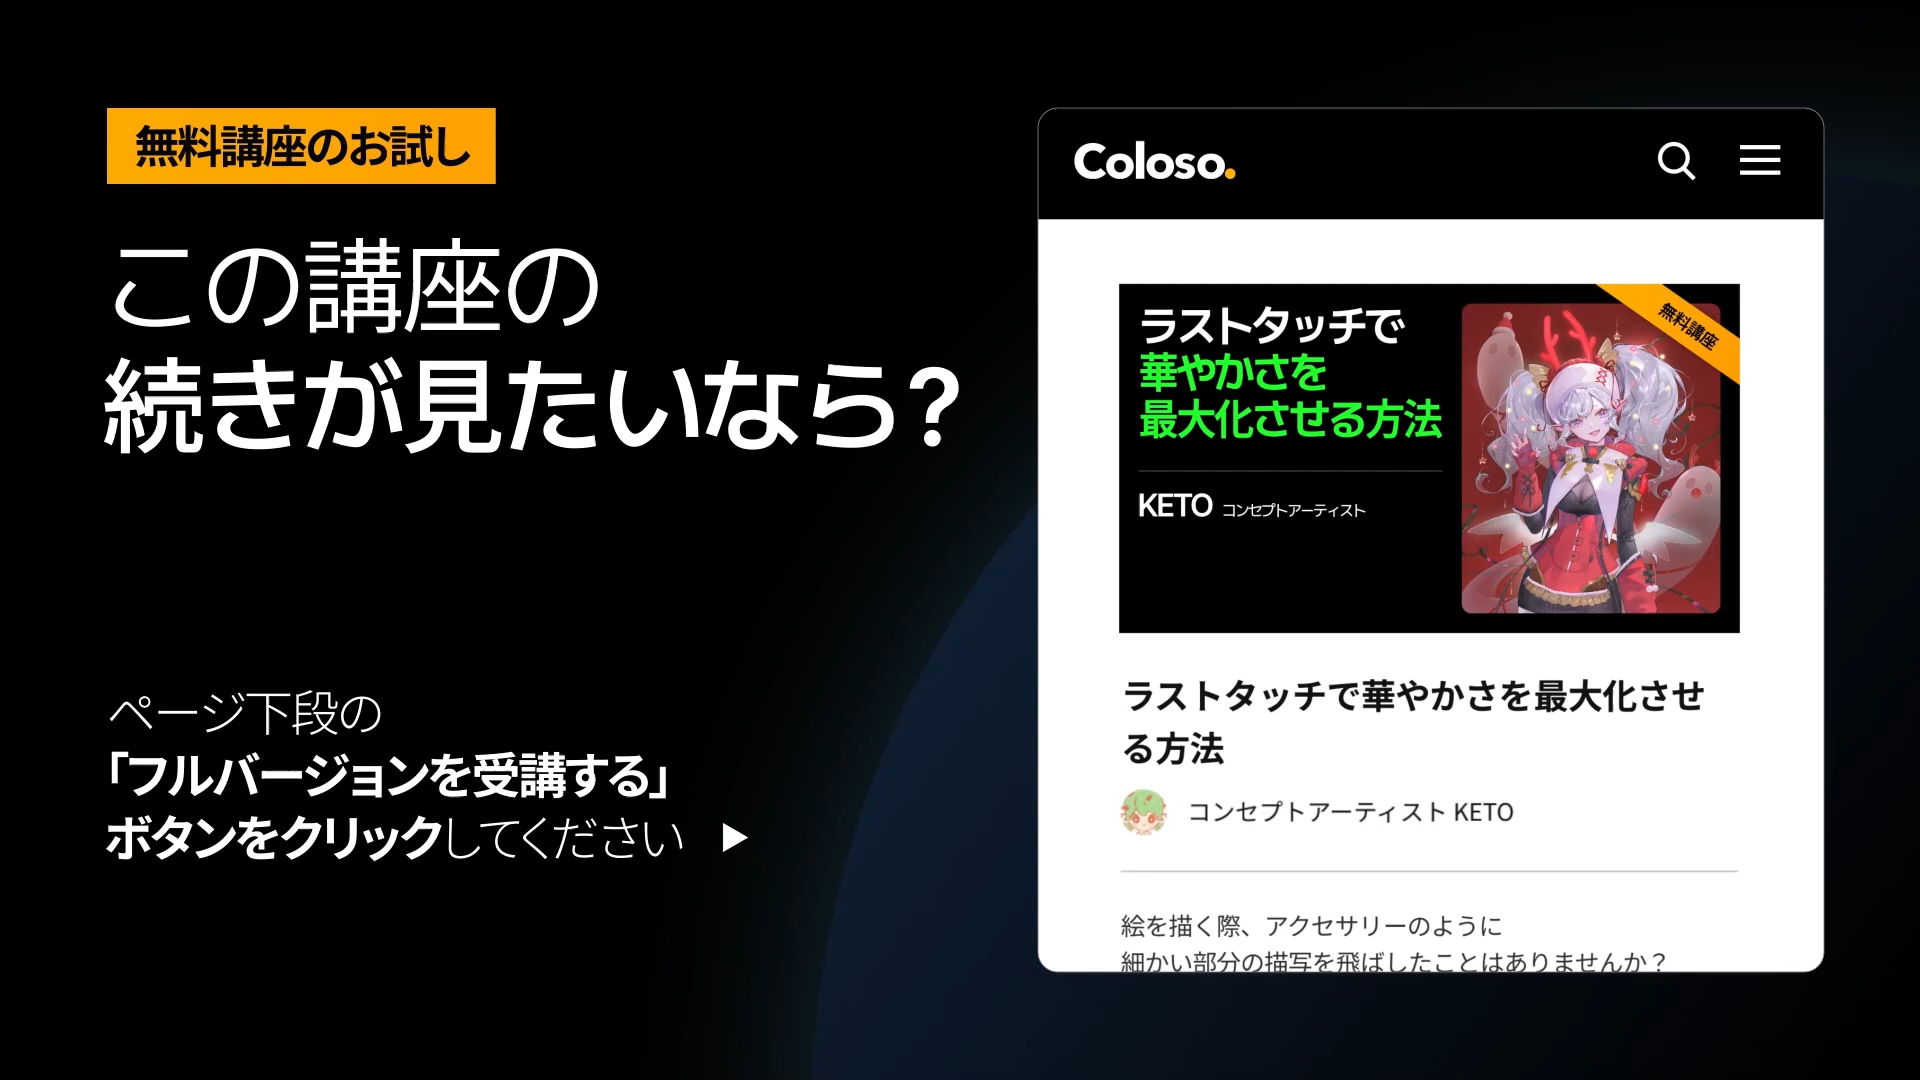 無料講座のお試し
この講座の
続きが見たいなら?
ページ下段の
「フルバージョンを受講する」
ボタンをクリックしてください ▶
Coloso.
ラストタッチで
華やかさを
最大化させる方法
KETO コンセプトアーティスト
無料講座
ラストタッチで華やかさを最大化させ
る方法
コンセプトアーティスト KETO
絵を描く際、アクセサリーのように
細かい部分の描写を飛ばしたことはありませんか？